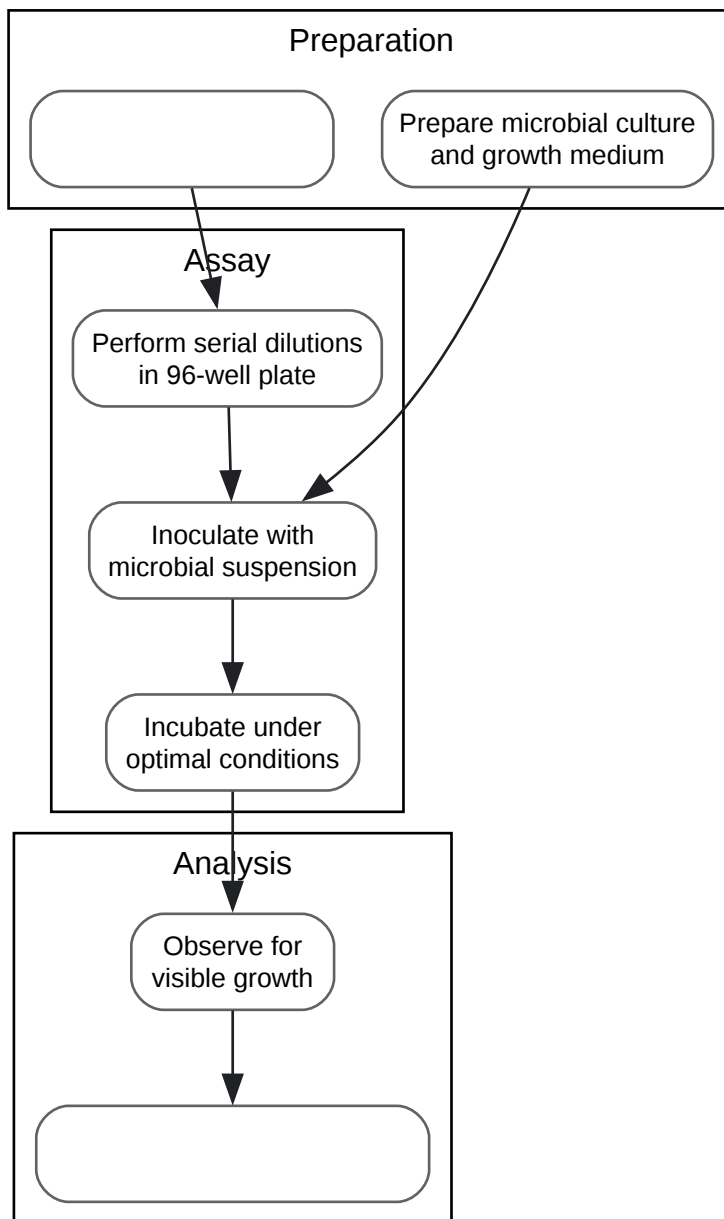 Preparation
Prepare microbial culture
and growth medium
Assay
Perform serial dilutions
in 96-well plate
Inoculate with
microbial suspension
Incubate under
optimal conditions
Analysis
Observe for
visible growth